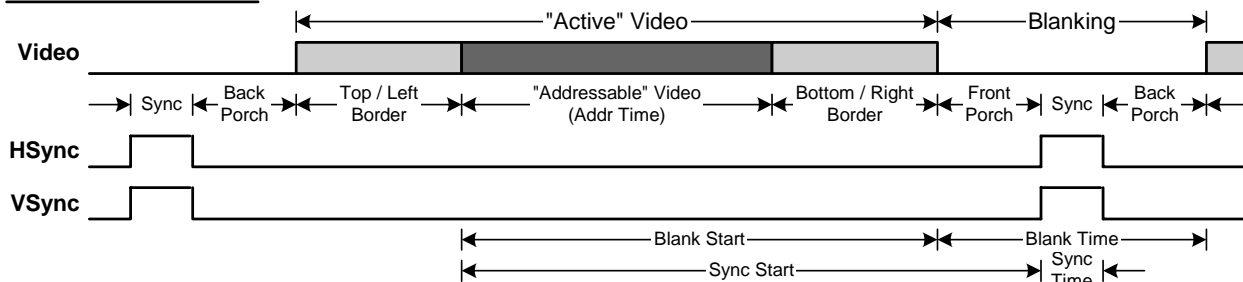 "Active" Video
Blanking
Video
Sync
Back
Porch
Top / Left
Border
"Addressable" Video
(Addr Time)
Bottom / Right
Border
Front
Porch
Sync
Back
Porch
HSync
VSync
Blank Start
Blank Time
Sync Start
Sync
Time